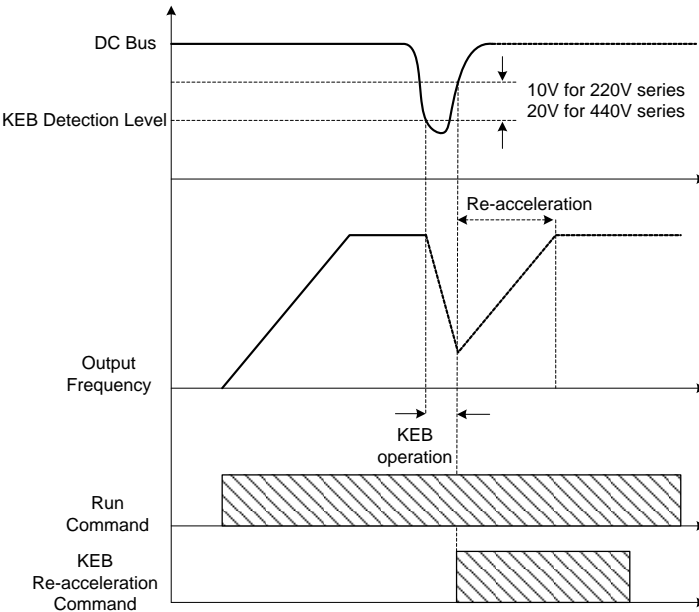 DC Bus
10V for 220V series
20V for 440V series
KEB Detection Level
Re-acceleration
Output
Frequency
KEB
operation
Run
Command
KEB
Re-acceleration
Command